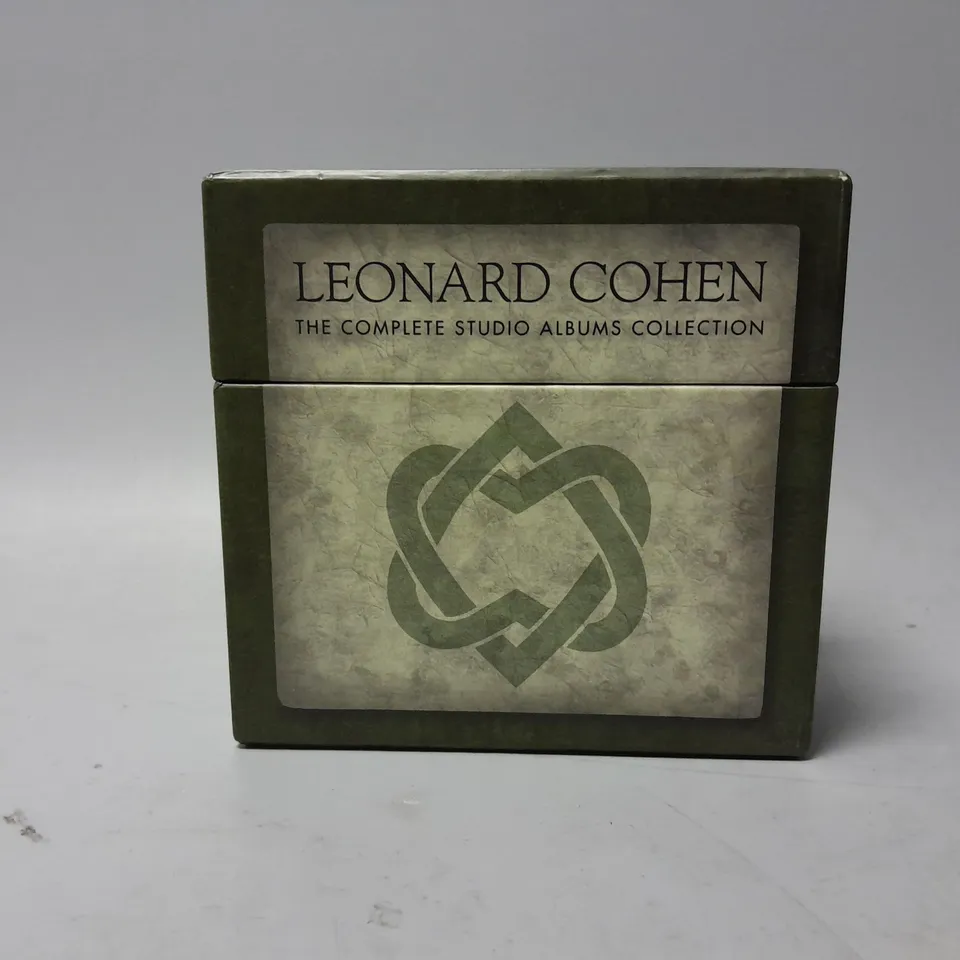 LEONARD COHEN
THE COMPLETE STUDIO ALBUMS COLLECTION